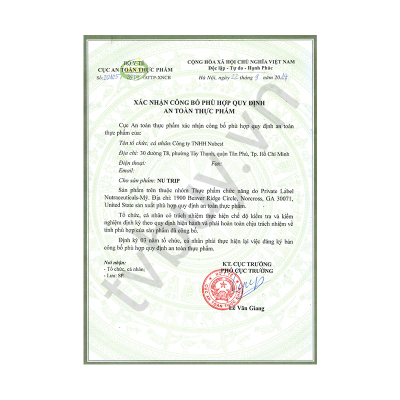 BỘ Y TẾ
CỤC AN TOÀN THỰC PHẨM
CỘNG HÒA XÃ HỘI CHỦ NGHĨA VIỆT NAM
Độc lập - Tự do - Hạnh Phúc
Số: /ATTP-XNCB
Hà Nội, ngày tháng 9 năm
XÁC NHẬN CÔNG BỐ PHÙ HỢP QUY ĐỊNH
AN TOÀN THỰC PHẨM
Cục An toàn thực phẩm xác nhận công bố phù hợp quy định an toàn
thực phẩm của:
Tên tổ chức, cá nhân Công ty TNHH Nubest
Địa chỉ: 30 đường T8, phường Tây Thạnh, quận Tân Phú, Tp. Hồ Chí Minh
Điện thoại: Fax:
Email:
Cho sản phẩm: NU TRIP
Sản phẩm trên thuộc nhóm Thực phẩm chức năng do Private Label
Nutraceuticals-Mỹ. Địa chỉ: 1900 Beaver Ridge Circle, Norcross, GA 30071,
United State sản xuất phù hợp quy định an toàn thực phẩm.
Tổ chức, cá nhân có trách nhiệm thực hiện chế độ kiểm tra và kiểm
nghiệm định kỳ theo quy định hiện hành và phải hoàn toàn chịu trách nhiệm về
tính phù hợp của sản phẩm đã công bố.
Định kỳ 03 năm tổ chức, cá nhân phải thực hiện lại việc đăng ký bản
công bố phù hợp quy định an toàn thực phẩm.
Nơi nhận:
- Tổ chức, cá nhân,
- Lưu: SP.
KT. CỤC TRƯỞNG
PHÓ CỤC TRƯỞNG
Lê Văn Giang